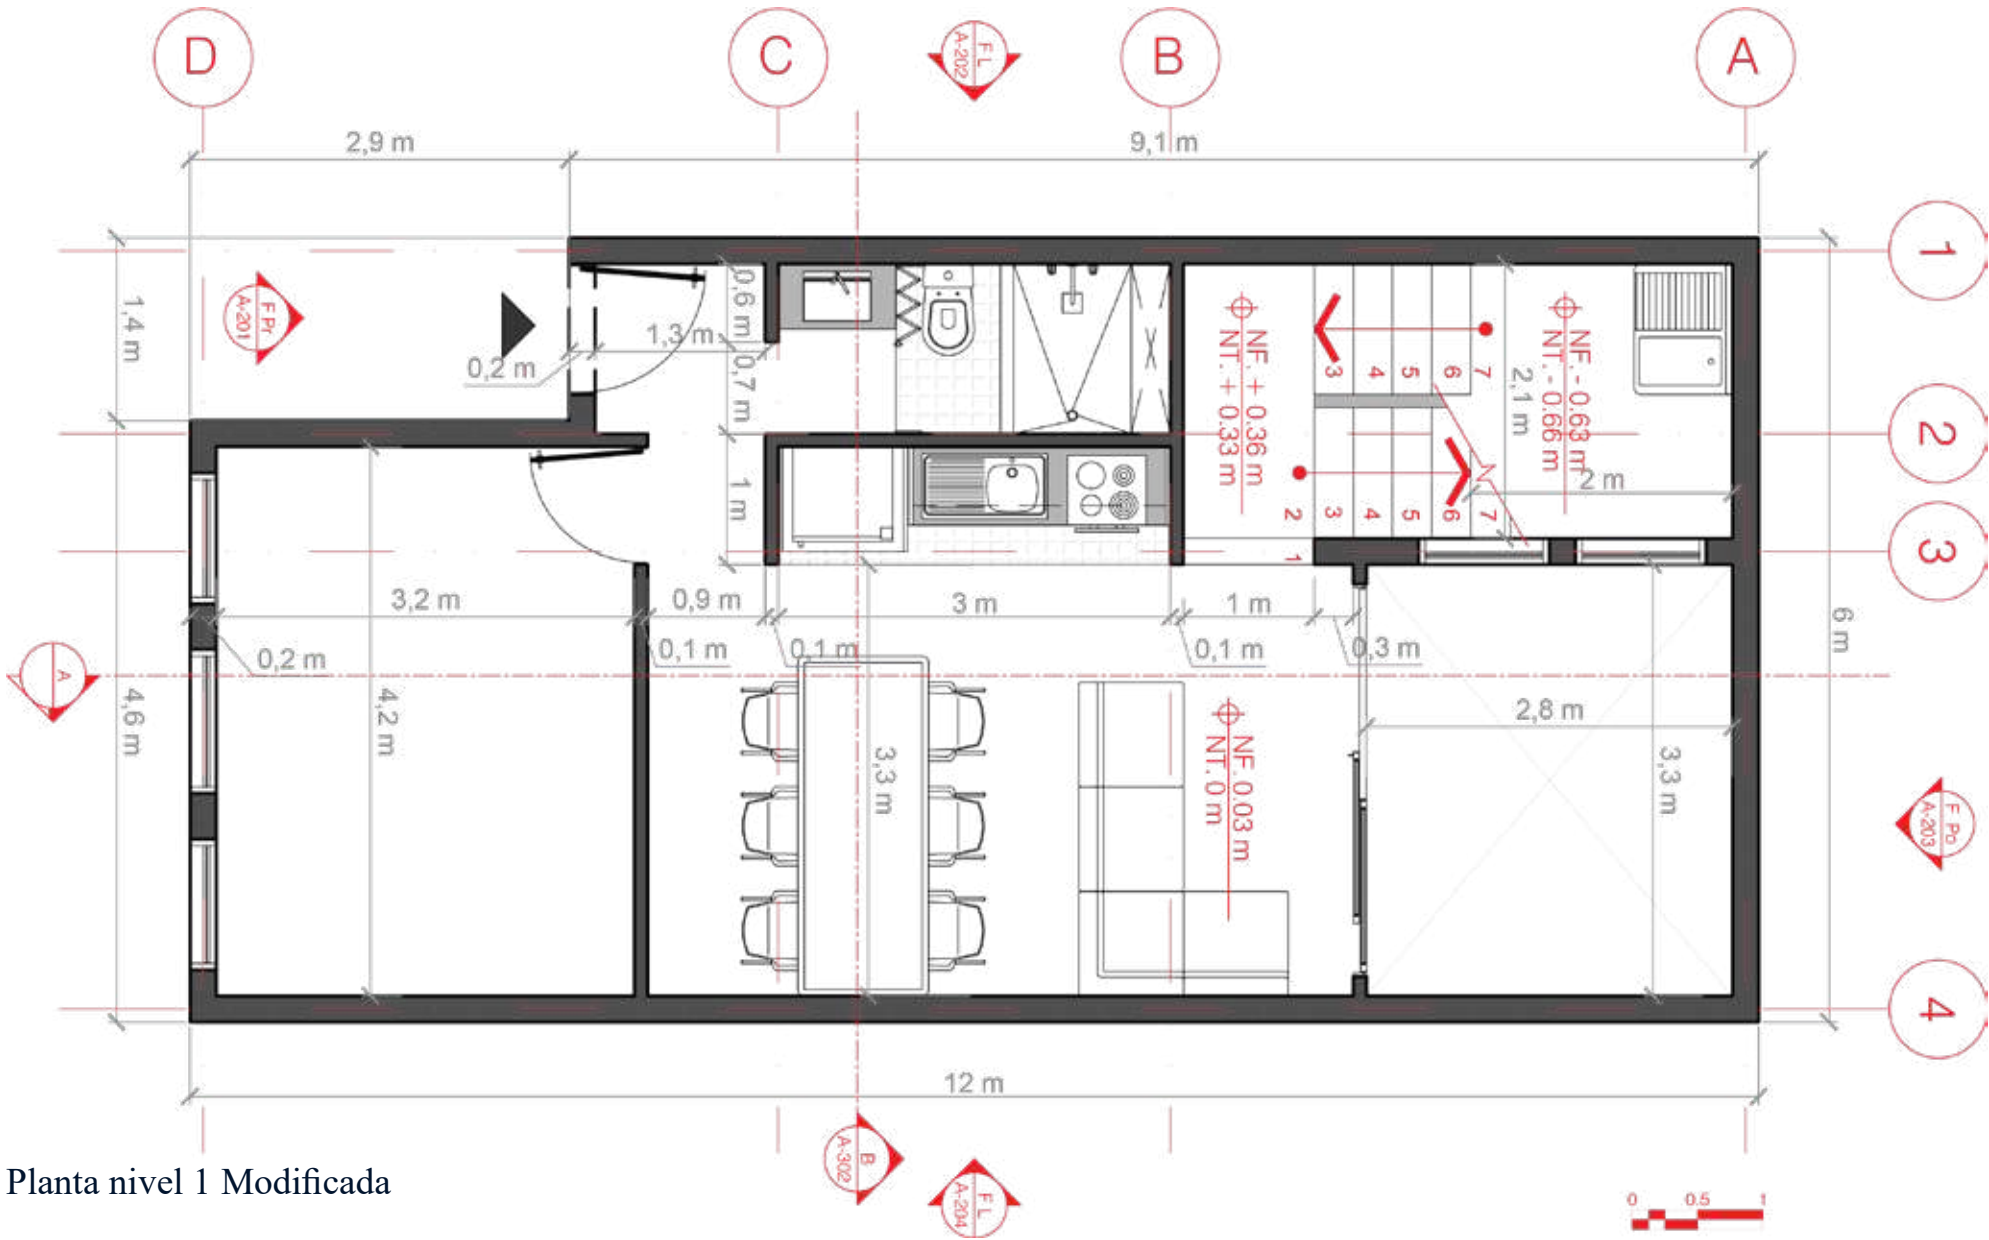 D
C
F L
A-202
B
A
2,9 m
9,1 m
1
1,4 m
F Pr
A-201
0,2 m
1,3 m
0,6 m
0,7 m
NF. + 0.36 m
NT. + 0.33 m
3
4
5
6
7
2,1 m
NF. - 0.63 m
NT. - 0.66 m
2
1 m
2 m
2
3
4
5
6
7
1
3
3,2 m
0,9 m
3 m
1 m
6 m
0,2 m
0,1 m
0,1 m
0,1 m
0,3 m
A
4,6 m
4,2 m
3,3 m
NF. 0.03 m
NT. 0 m
2,8 m
3,3 m
F Po
A-203
4
12 m
B
A-302
F L
A-204
Planta nivel 1 Modificada
0 0.5 1